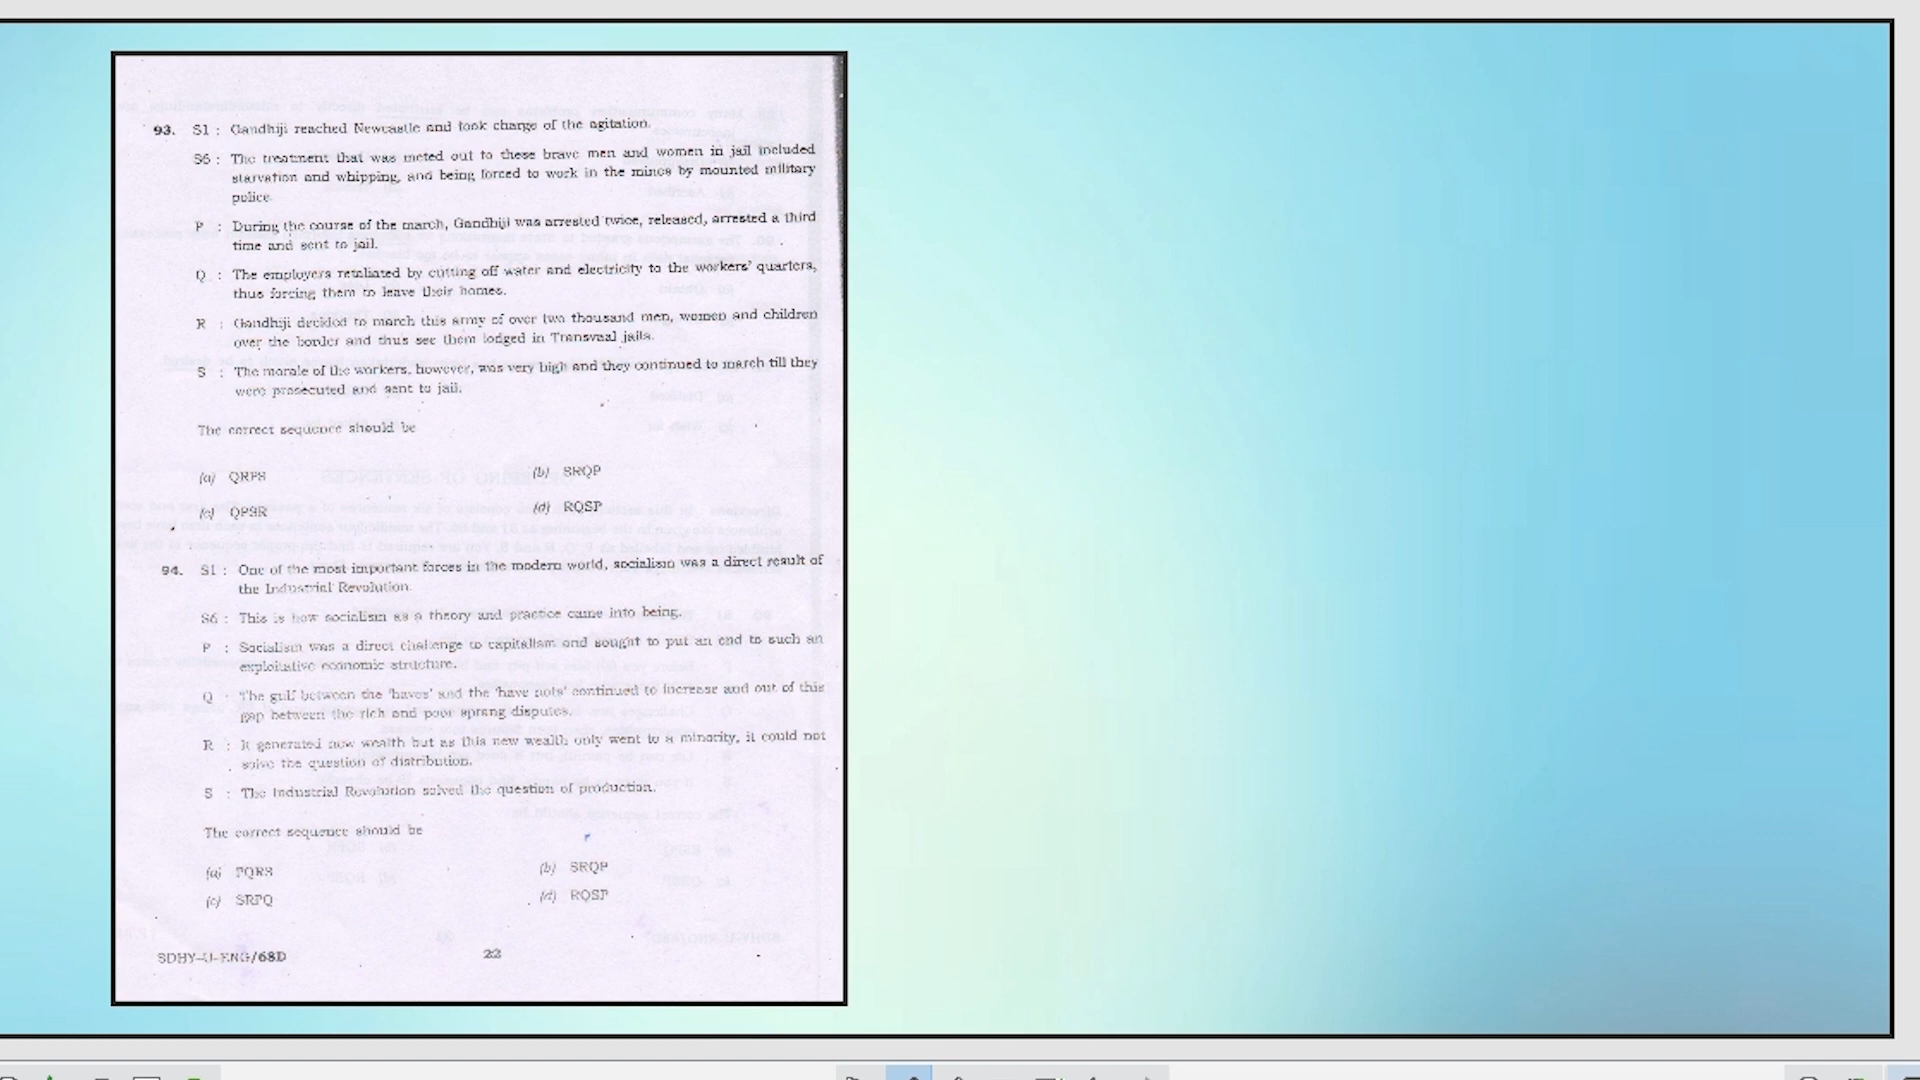 93. S1 : Gandhiji reached Newcastle and took charge of the agitation.
S6 : The treatment that was meted out to these brave men and women in jail included
starvation and whipping, and being forced to work in the mines by mounted military
police.
P : During the course of the march, Gandhiji was arrested twice, released, arrested a third
time and sent to jail.
Q : The employers retaliated by cutting off water and electricity to the workers' quarters,
thus forcing them to leave their homes.
R : Gandhiji decided to march this army of over two thousand men, women and children
over the border and thus see them lodged in Transvaal jails.
S : The morale of the workers, however, was very high and they continued to march till they
were prosecuted and sent to jail.
The correct sequence should be
(a) QRPS
(b) SRQP
(c) QPSR
(d) RQSP
94. S1 : One of the most important forces in the modern world, socialism was a direct result of
the Industrial Revolution.
S6 : This is how socialism as a theory and practice came into being.
P : Socialism was a direct challenge to capitalism and sought to put an end to such an
exploitative economic structure.
Q : The gulf between the 'haves' and the 'have nots' continued to increase and out of this
gap between the rich and poor sprang disputes.
R : It generated new wealth but as this new wealth only went to a minority, it could not
solve the question of distribution.
S : The Industrial Revolution solved the question of production.
The correct sequence should be
(a) PQRS
(b) SRQP
(c) SRPQ
(d) RQSP
SDHY-U-ENG/68D
22